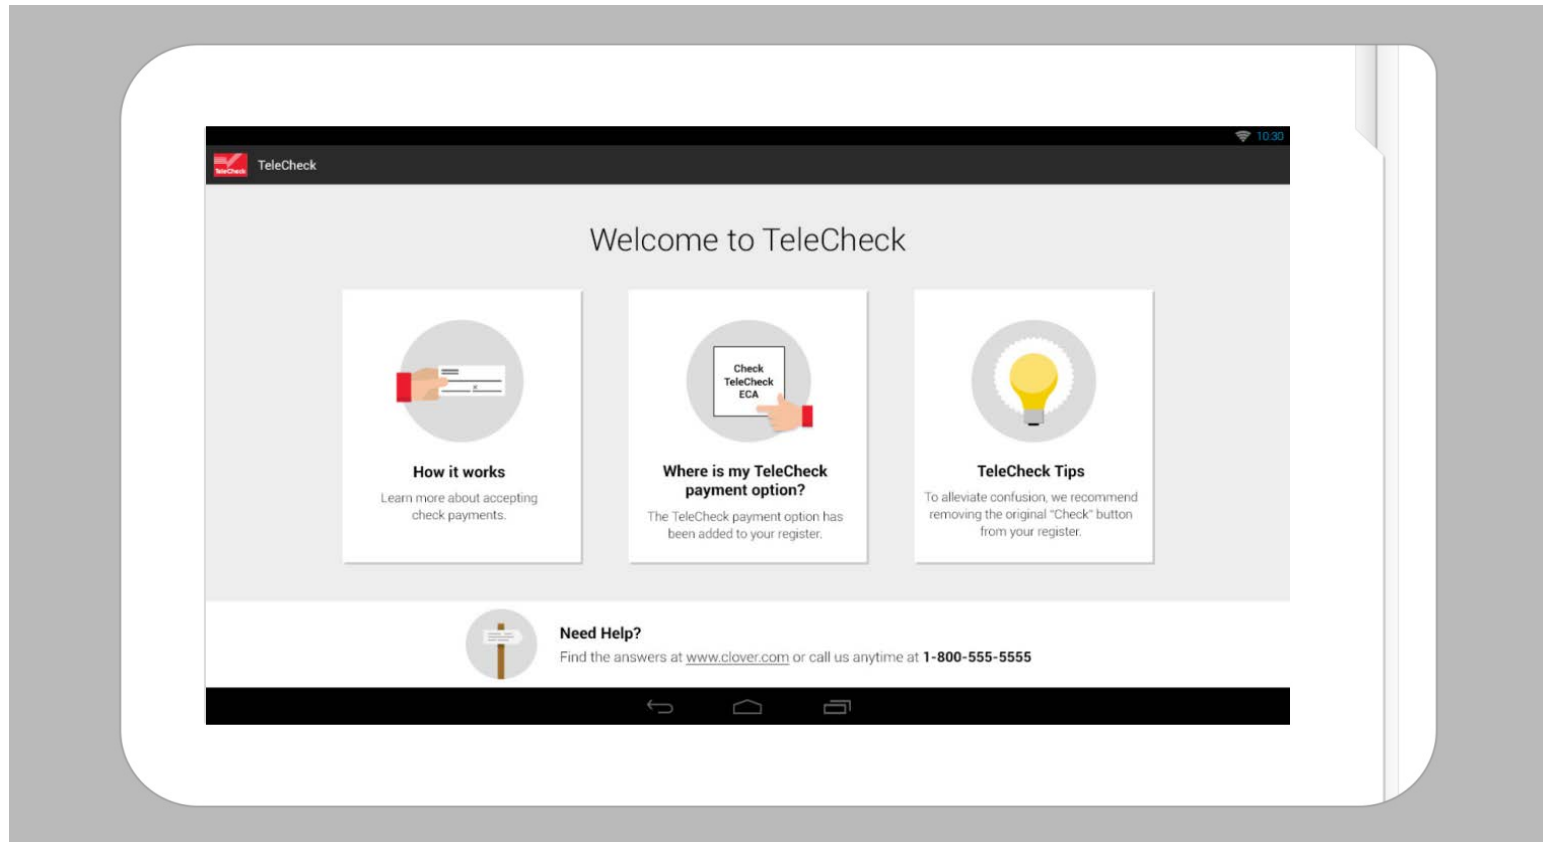 10:30
TeleCheck
TeleCheck
Welcome to TeleCheck
Check
TeleCheck
ECA
How it works
Learn more about accepting
check payments.
Where is my TeleCheck
payment option?
The TeleCheck payment option has
been added to your register.
TeleCheck Tips
To alleviate confusion, we recommend
removing the original "Check" button
from your register.
Need Help?
Find the answers at www.clover.com or call us anytime at 1-800-555-5555